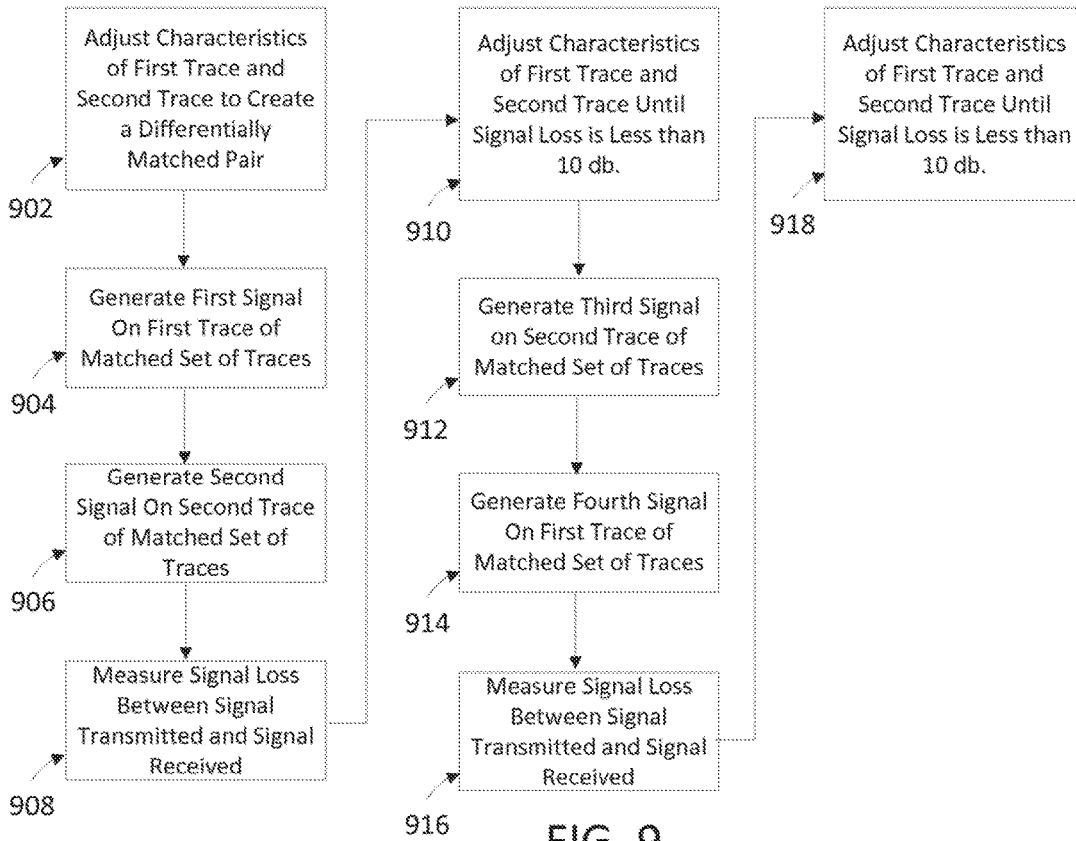 Adjust Characteristics
of First Trace and
Second Trace to Create
a Differentially
Matched Pair
902
Generate First Signal
On First Trace of
Matched Set of Traces
904
Generate Second
Signal On Second Trace
of Matched Set of
Traces
906
Measure Signal Loss
Between Signal
Transmitted and Signal
Received
908
Adjust Characteristics
of First Trace and
Second Trace Until
Signal Loss is Less than
10 db.
910
Generate Third Signal
on Second Trace of
Matched Set of Traces
912
Generate Fourth Signal
On First Trace of
Matched Set of Traces
914
Measure Signal Loss
Between Signal
Transmitted and Signal
Received
916
Adjust Characteristics
of First Trace and
Second Trace Until
Signal Loss is Less than
10 db.
918
FIG. 9